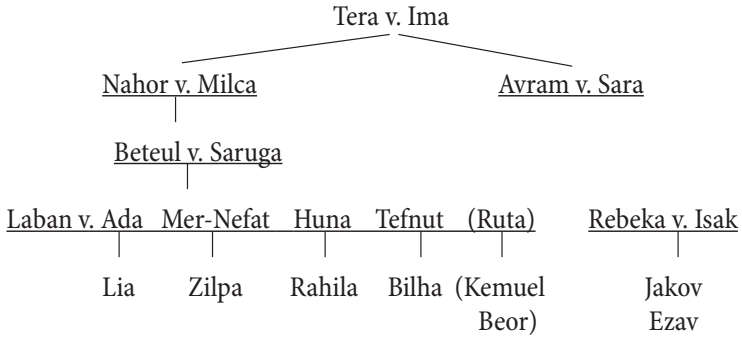 Tera v. Ima
Nahor v. Milca Avram v. Sara
Beteul v. Saruga
Laban v. Ada Mer-Nefat Huna Tefnut (Ruta) Rebeka v. Isak
Lia Zilpa Rahila Bilha (Kemuel Jakov
Beor) Ezav